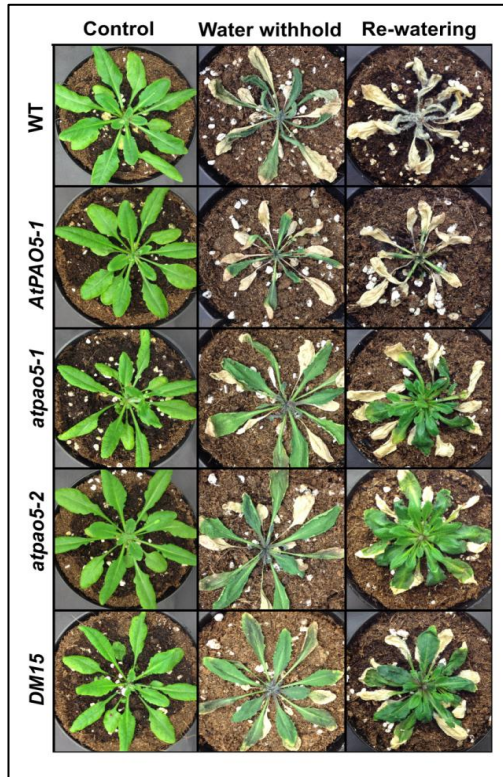 Control Water withhold Re-watering
WT
AtPAO5-1
atpao5-1
atpao5-2
DM15